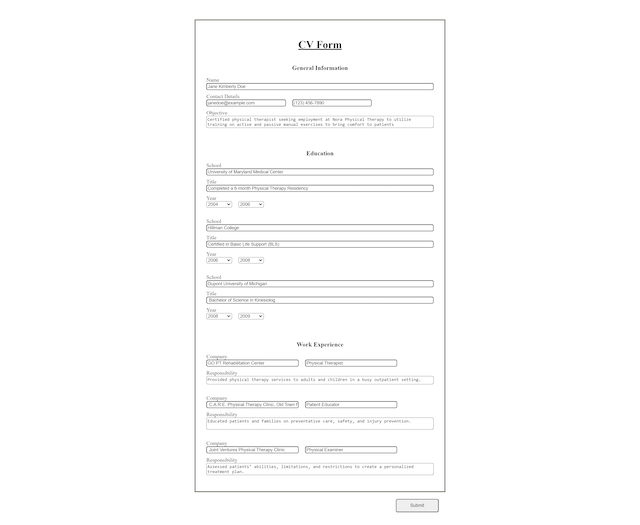 CV Form
General Information
Name
Jane Kimberly Doe
Contact Details
janedoe@example.com
(123) 456-7890
Objective
Certified physical therapist seeking employment at Nora Physical Therapy to utilize
training on active and passive manual exercises to bring comfort to patients
Education
School
University of Maryland Medical Center
Title
Completed a 6-month Physical Therapy Residency
Year
2004 2006
School
Hillman College
Title
Certified in Basic Life Support (BLS)
Year
2006 2008
School
Dupont University of Michigan
Title
Bachelor of Science in Kinesiology
Year
2008 2009
Work Experience
Company
GO PT Rehabilitation Center
Physical Therapist
Responsibility
Provided physical therapy services to adults and children in a busy outpatient setting.
Company
C.A.R.E. Physical Therapy Clinic, Old Town
Patient Educator
Responsibility
Educated patients and families on preventative care, safety, and injury prevention.
Company
Joint Ventures Physical Therapy Clinic
Physical Examiner
Responsibility
Assessed patients' abilities, limitations, and restrictions to create a personalized
treatment plan.
Submit